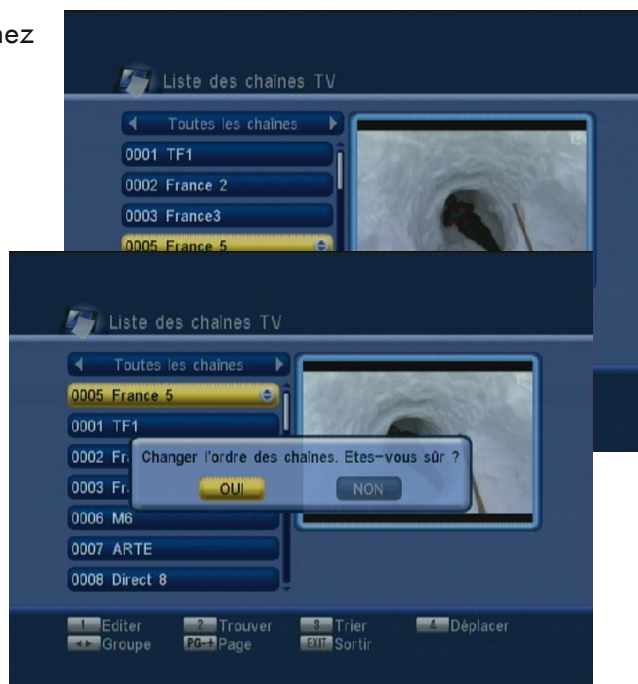 nez
Liste des chaînes TV
Toutes les chaînes
0001 TF1
0002 France 2
0003 France3
0005 France 5
Liste des chaînes TV
Toutes les chaînes
0005 France 5
0001 TF1
0002 Fr
0003 Fr
0006 M6
0007 ARTE
0008 Direct 8
Changer l'ordre des chaînes. Etes-vous sûr ?
OUI NON
1 Editer 2 Trouver 3 Trier 4 Déplacer
Groupe PG-+ Page EXIT Sortir